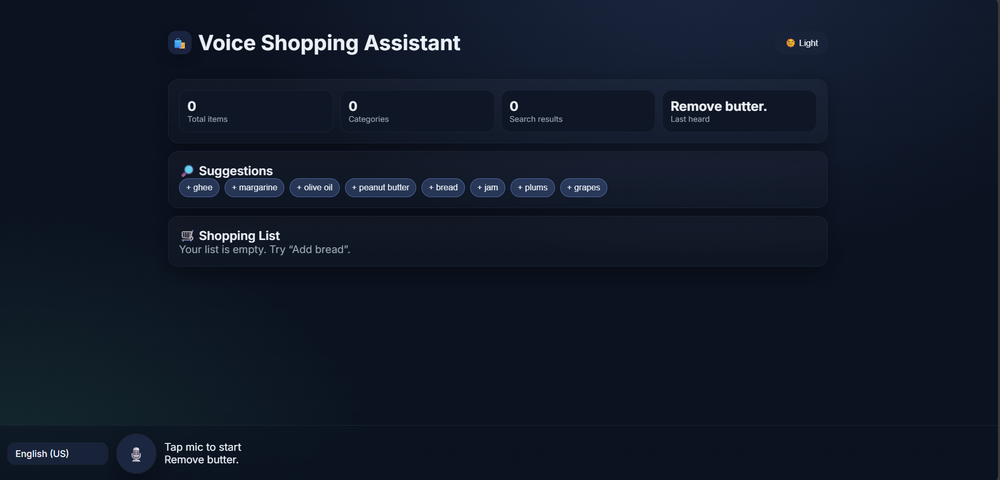 Voice Shopping Assistant
Light
0
Total items
0
Categories
0
Search results
Remove butter.
Last heard
Suggestions
+ ghee
+ margarine
+ olive oil
+ peanut butter
+ bread
+ jam
+ plums
+ grapes
Shopping List
Your list is empty. Try “Add bread”.
English (US)
Tap mic to start
Remove butter.